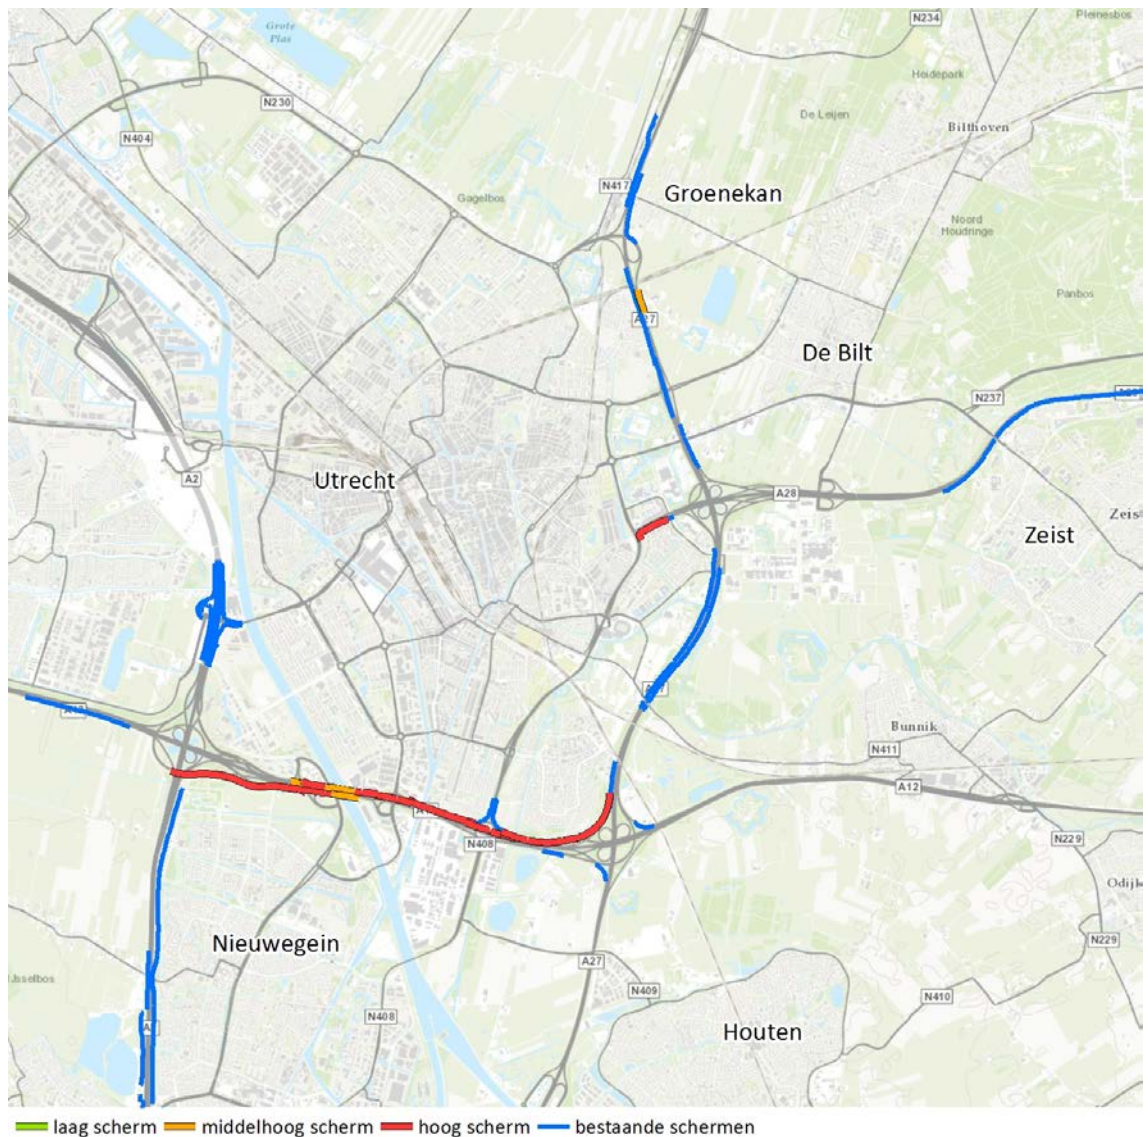 Grote
Plas
N234
Pleinesbos
Heidepark
N230
De Leijen
Bilthoven
N404
N417
Groenekan
Gagelbos
Noord
Houdringe
Panbos
A27
De Bilt
N237
Utrecht
A2
A28
Zeist
Zeist
Bunnik
N411
A12
N408
N229
Odijk
Nieuwegein
N229
IJsselbos
A27
N409
N410
N408
Houten
laag scherm
middelhoog scherm
hoog scherm
bestaande schermen